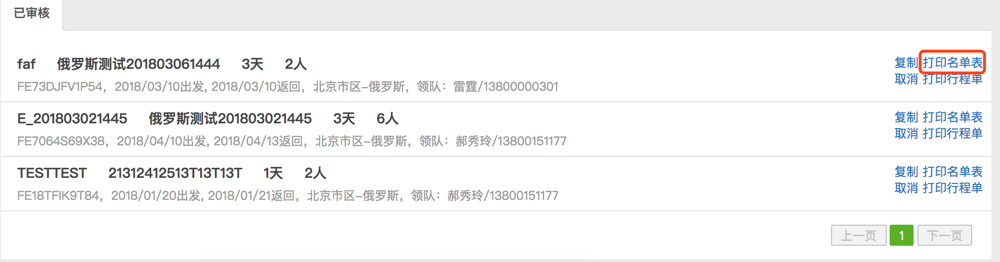 已审核
faf 俄罗斯测试201803061444 3天 2人 复制 打印名单表
FE73DJFV1P54，2018/03/10出发, 2018/03/10返回，北京市区-俄罗斯，领队：雷霆/13800000301 取消 打印行程单
E_201803021445 俄罗斯测试201803021445 3天 6人 复制 打印名单表
FE7064S69X38，2018/04/10出发, 2018/04/13返回，北京市区-俄罗斯，领队：郝秀玲/13800151177 取消 打印行程单
TESTTEST 21312412513T13T13T 1天 2人 复制 打印名单表
FE18TFIK9T84，2018/01/20出发, 2018/01/21返回，北京市区-俄罗斯，领队：郝秀玲/13800151177 取消 打印行程单
上一页 1 下一页